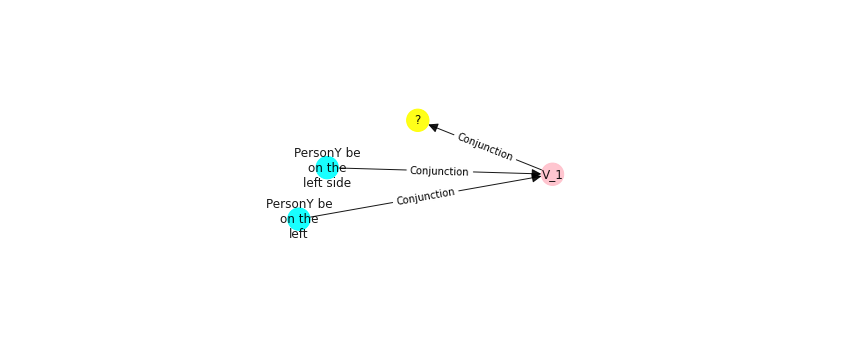 ?
Conjunction
PersonY be
on the
left side
Conjunction
V_1
Conjunction
PersonY be
on the
left